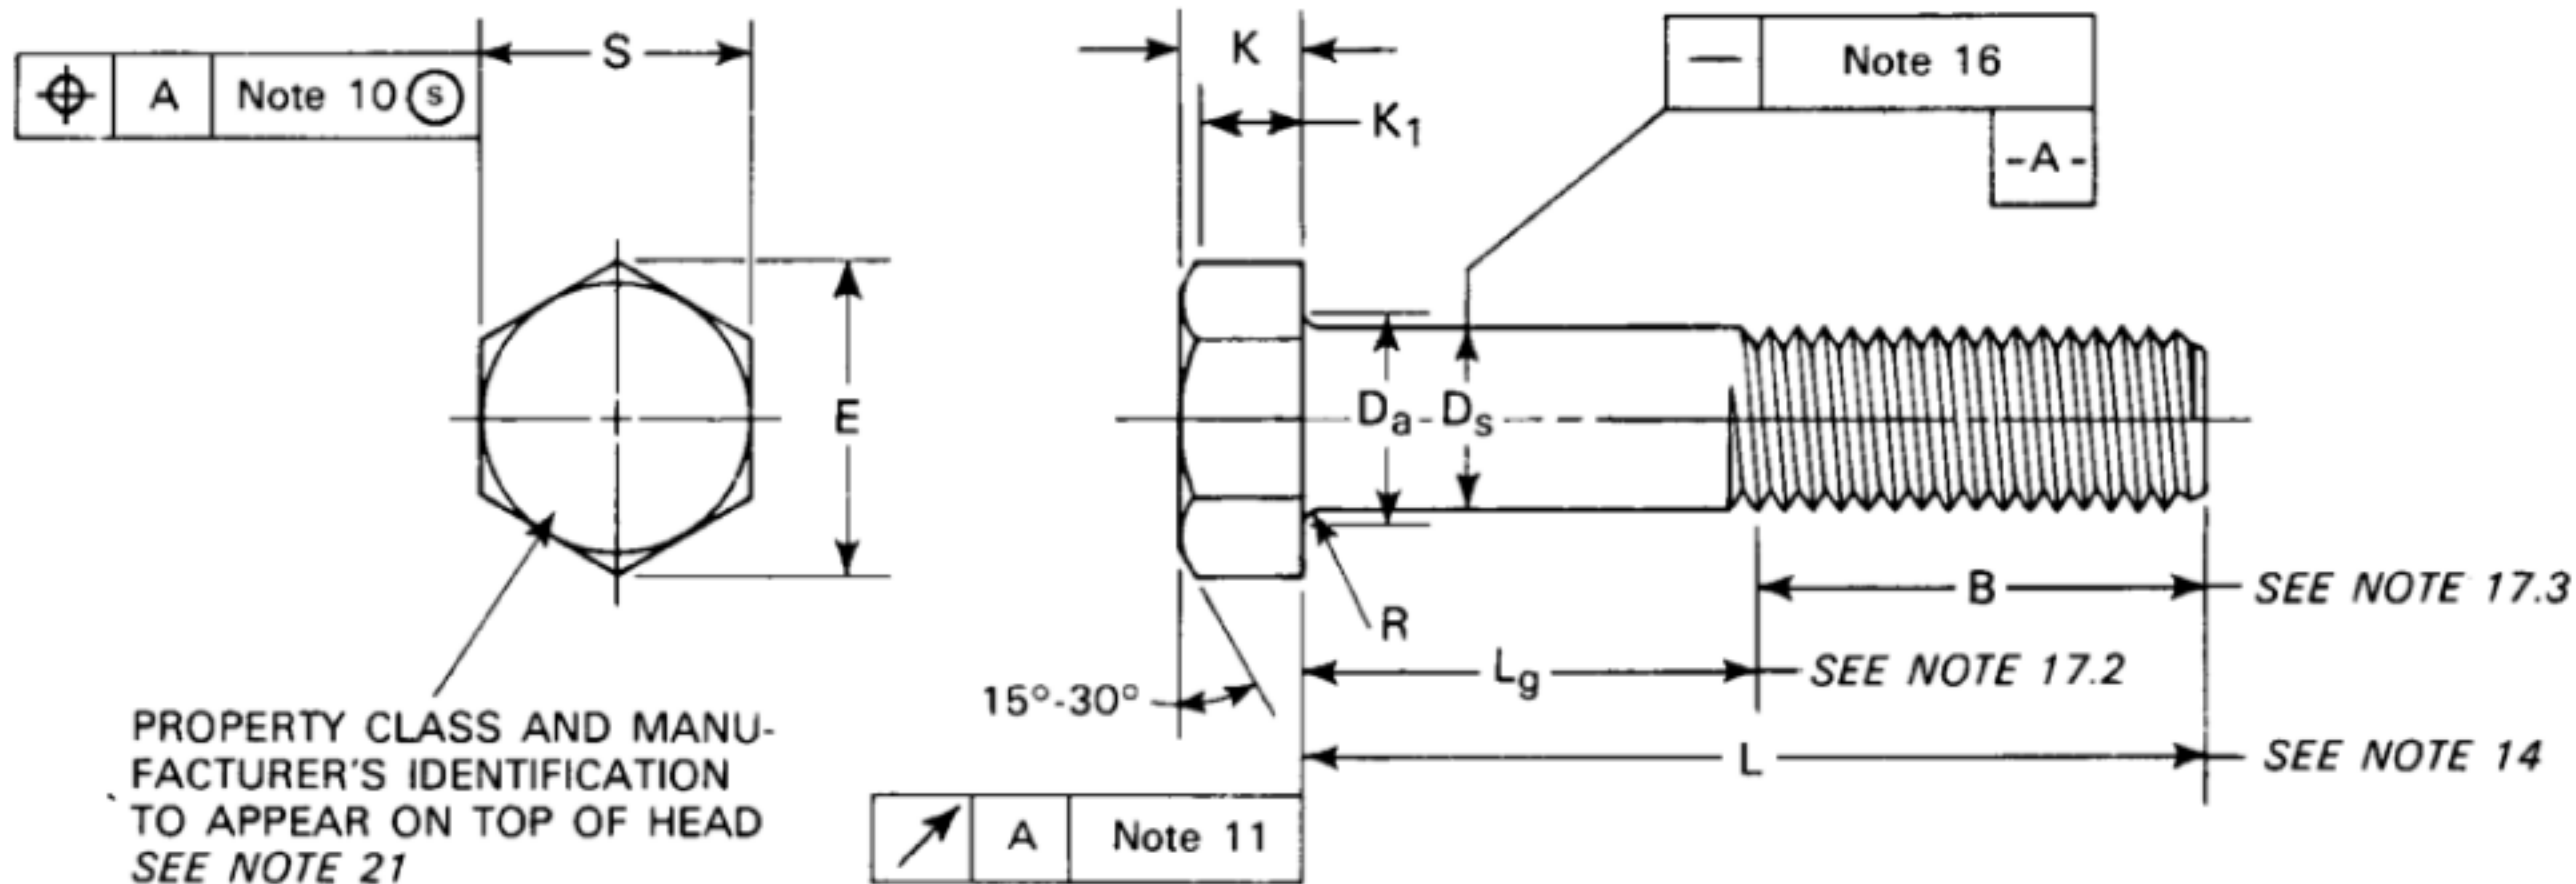 S
K
Note 16
A
Note 10 Ⓢ
K₁
-A-
E
Dₐ
Dₛ
B
SEE NOTE 17.3
R
L_g
SEE NOTE 17.2
15°-30°
PROPERTY CLASS AND MANU-
FACTURER'S IDENTIFICATION
TO APPEAR ON TOP OF HEAD
SEE NOTE 21
L
SEE NOTE 14
A
Note 11